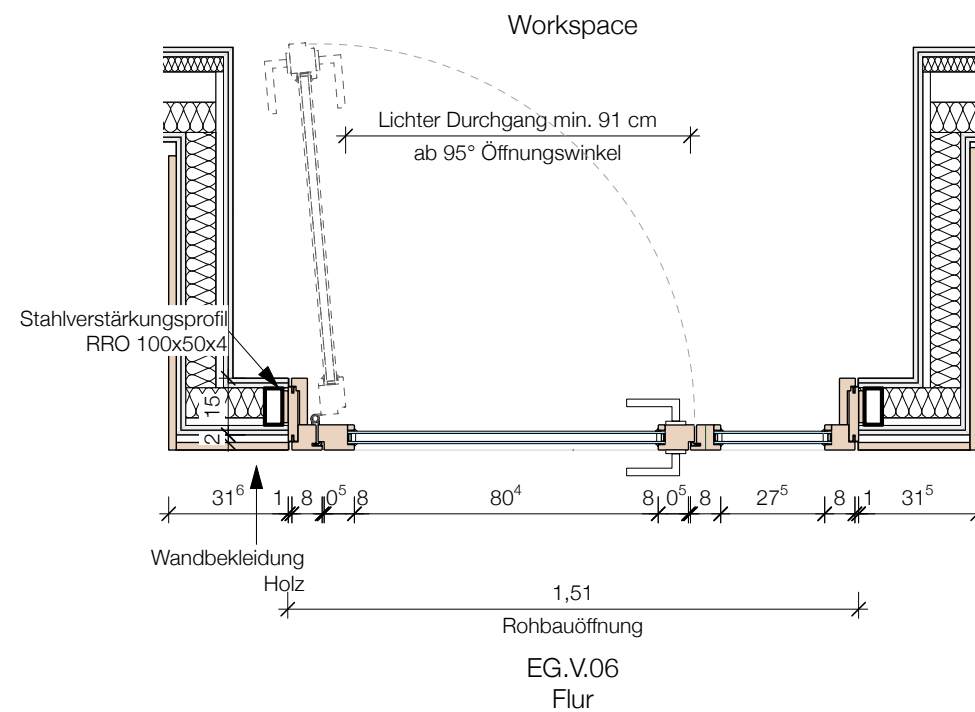 Workspace
Lichter Durchgang min. 91 cm
ab 95° Öffnungswinkel
Stahlverstärkungsprofil
RRO 100x50x4
15
2
31⁶ 1 8 0⁵ 8 80⁴ 8 0⁵ 8 27⁵ 8 1 31⁵
Wandbekleidung
Holz
1,51
Rohbauöffnung
EG.V.06
Flur